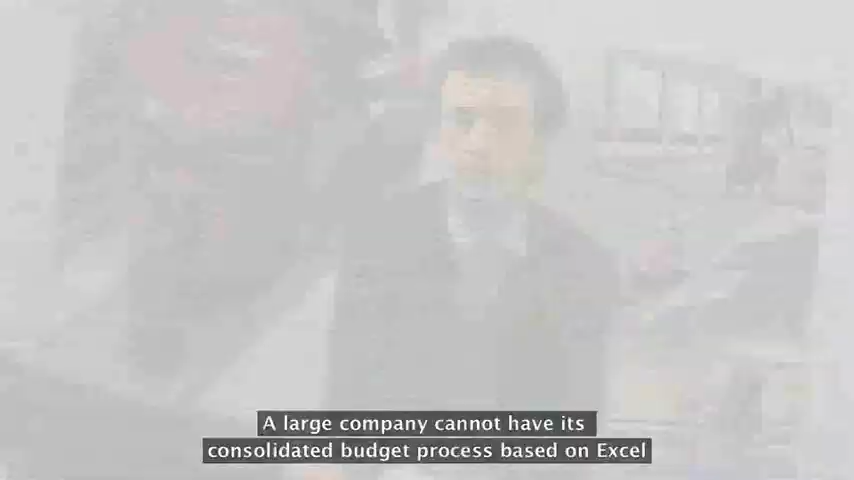 A large company cannot have its
consolidated budget process based on Excel